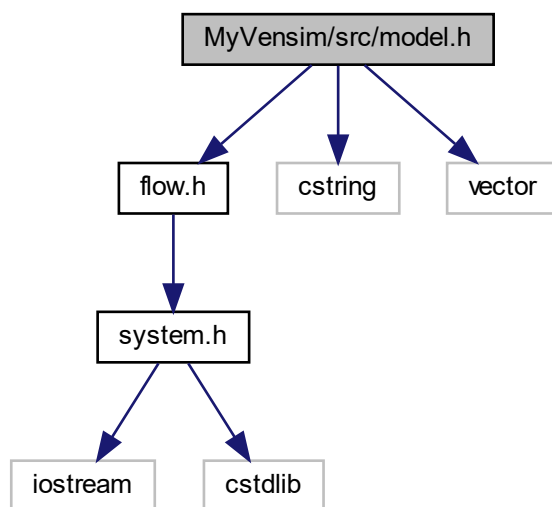 MyVensim/src/model.h
flow.h
cstring
vector
system.h
iostream
cstdlib